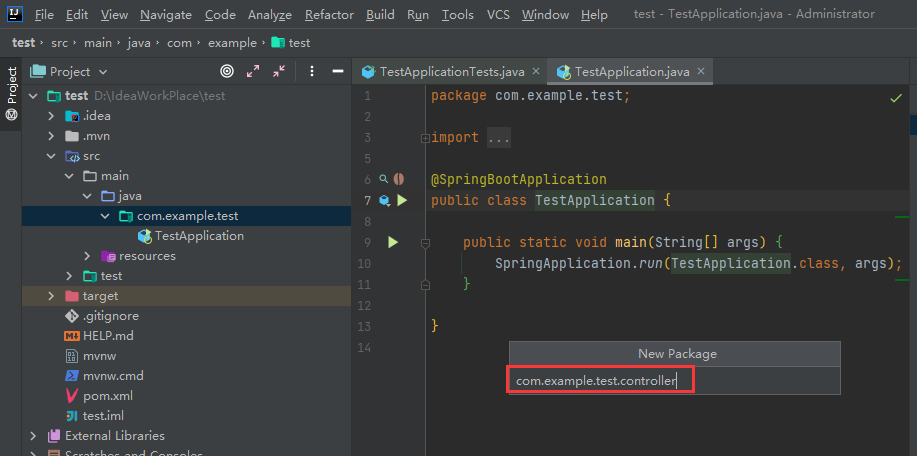 IJ File Edit View Navigate Code Analyze Refactor Build Run Tools VCS Window Help test - TestApplication.java - Administrator
test › src › main › java › com › example › test
Project
Project
TestApplicationTests.java ×
TestApplication.java ×
test D:\IdeaWorkPlace\test
.idea
.mvn
src
main
java
com.example.test
TestApplication
resources
test
target
.gitignore
HELP.md
mvnw
mvnw.cmd
pom.xml
test.iml
External Libraries
Scratches and Consoles
1 package com.example.test;
2
3 import ...
5
6 @SpringBootApplication
7 public class TestApplication {
8
9 public static void main(String[] args) {
10 SpringApplication.run(TestApplication.class, args);
11 }
12
13 }
14
New Package
com.example.test.controller